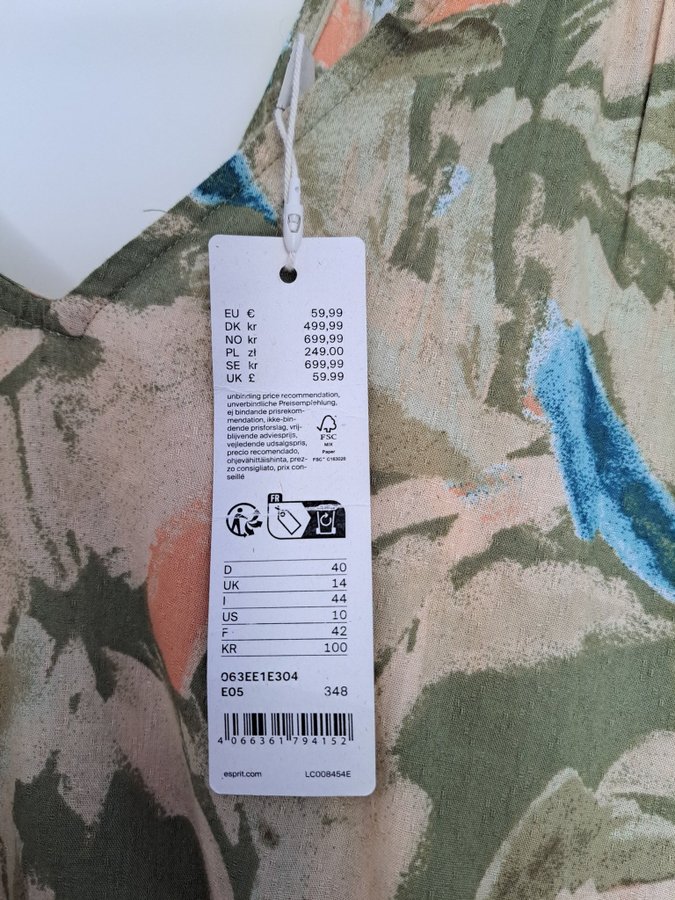 EU € 59,99
DK kr 499,99
NO kr 699,99
PL zł 249.00
SE kr 699,99
UK £ 59.99
unbinding price recommendation,
unverbindliche Preisempfehlung,
ej bindande prisrekom-
mendation, ikke-bin-
dende prisforslag, vrij-
blijvende adviesprijs,
vejledende udsalgspris,
precio recomendado,
ohjevähittäishinta, prez-
zo consigliato, prix con-
seillé
FSC
MIX
Paper
FSC® C183028
FR
D 40
UK 14
I 44
US 10
F 42
KR 100
063EE1E304
E05 348
4 066361 794152
esprit.com LC008454E